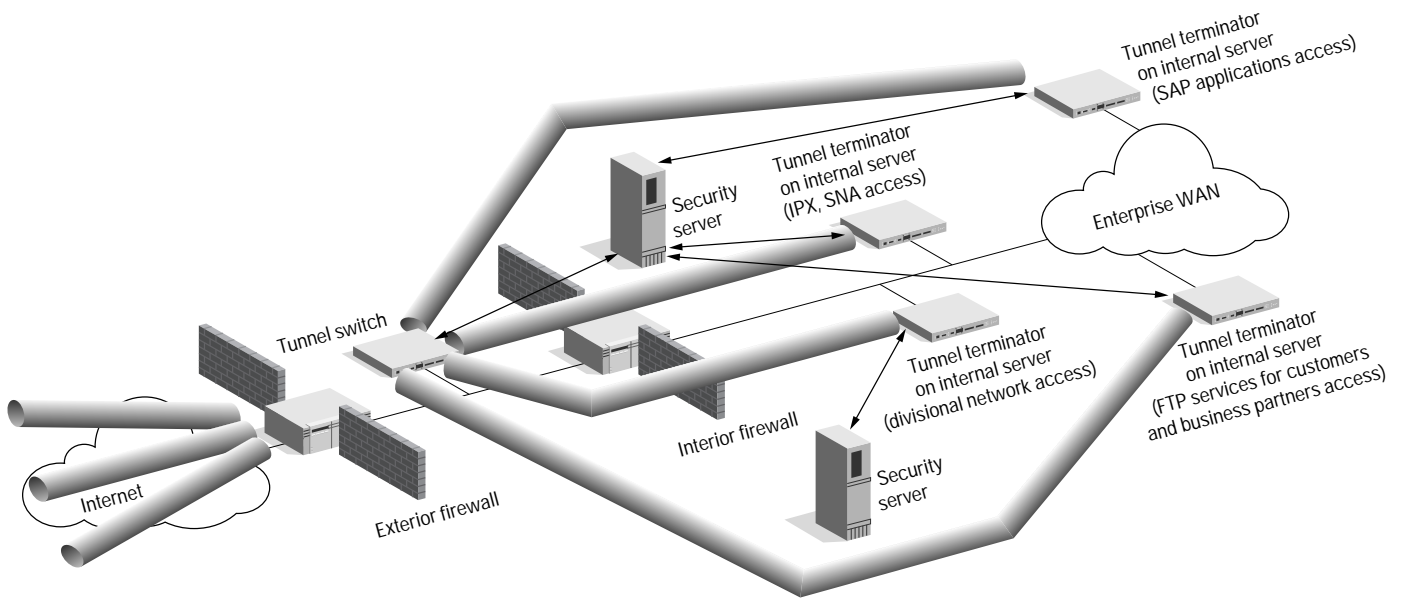 Tunnel terminator
on internal server
(SAP applications access)
Tunnel terminator
on internal server
(IPX, SNA access)
Security
server
Enterprise WAN
Tunnel switch
Tunnel terminator
on internal server
(divisional network access)
Tunnel terminator
on internal server
(FTP services for customers
and business partners access)
Interior firewall
Security
server
Internet
Exterior firewall